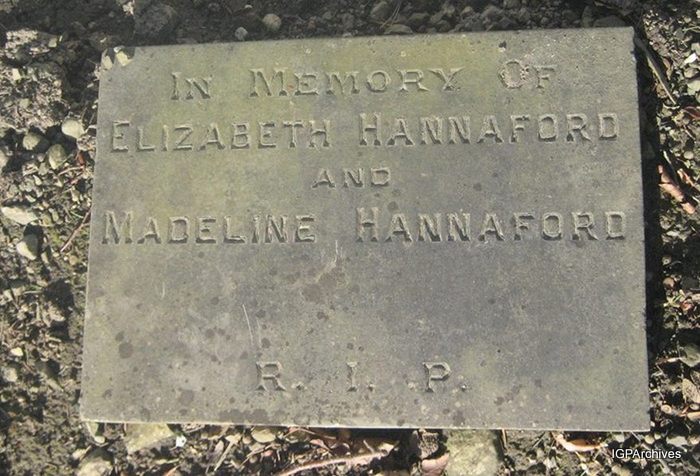 In Memory Of
Elizabeth Hannaford
and
Madeline Hannaford
R. I. P.
IGPArchives